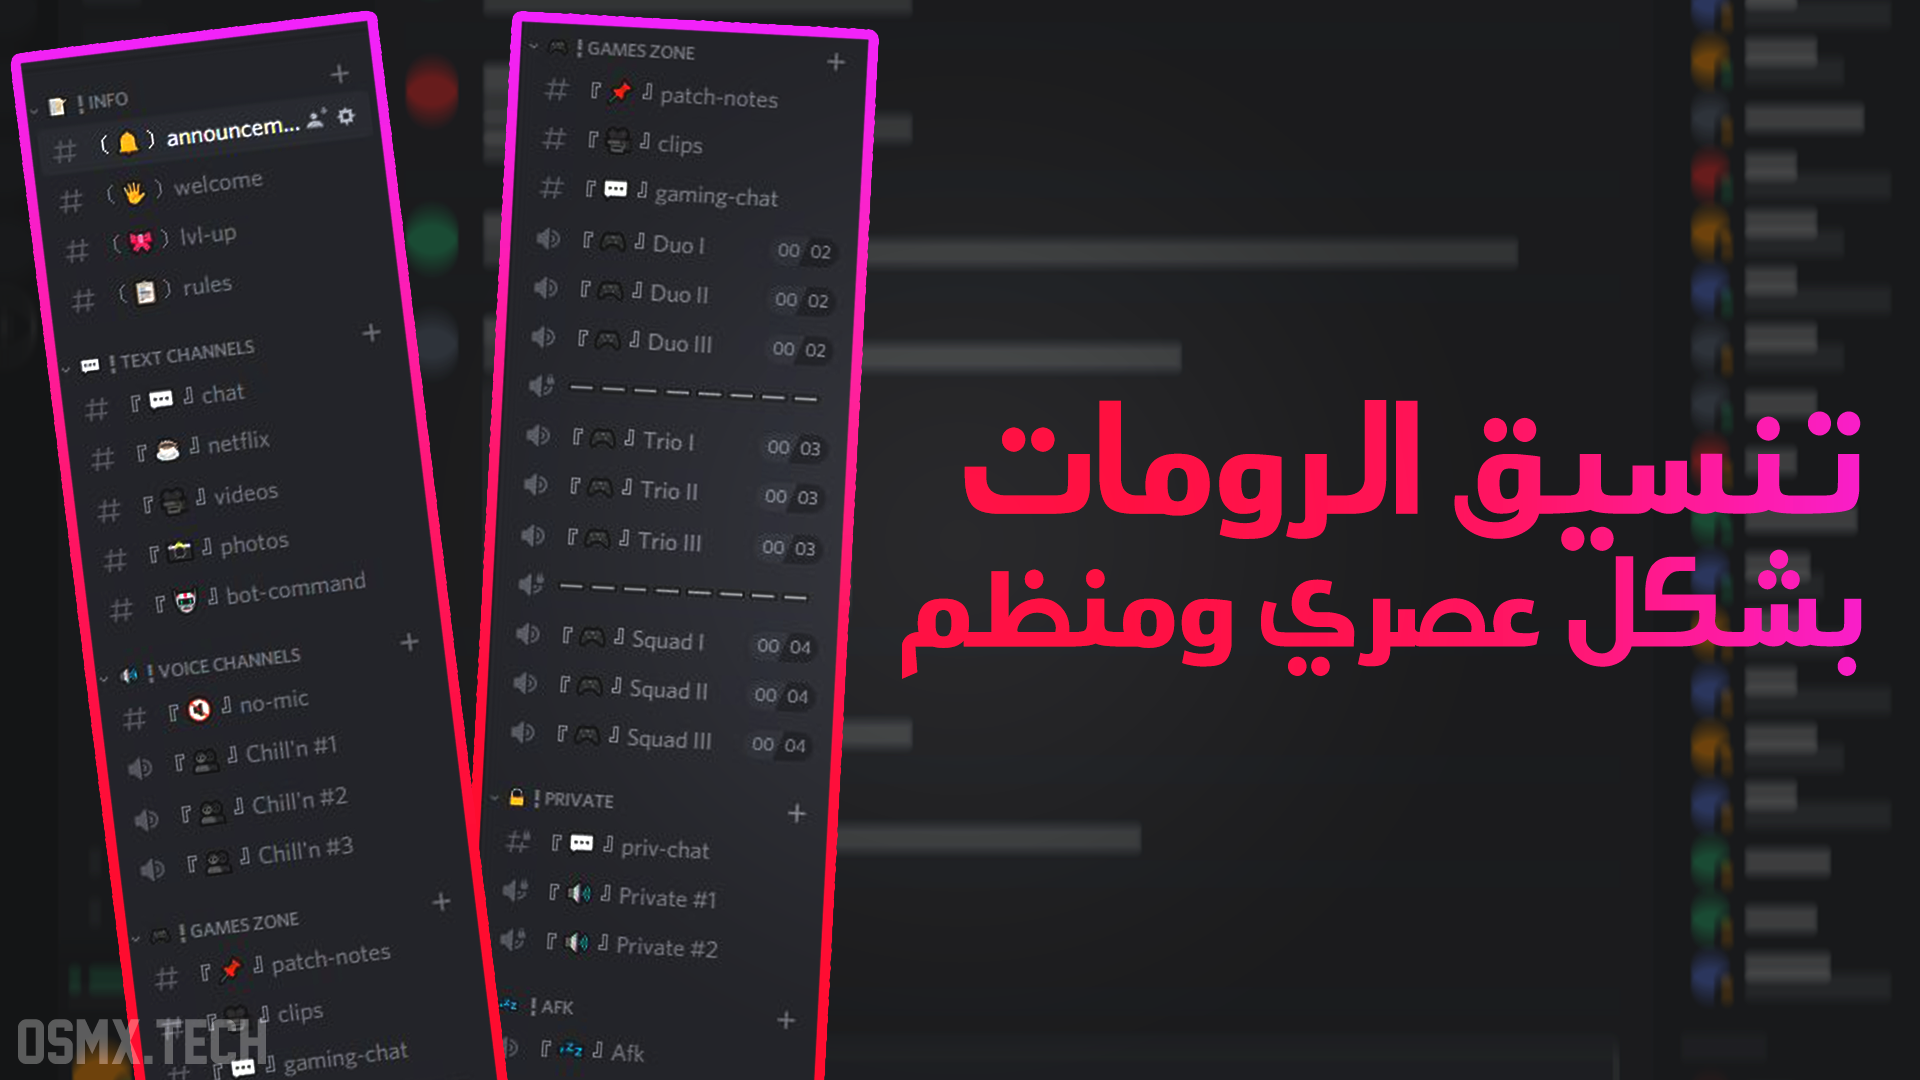 📝 ! INFO
# ( 🔔 ) announcem...
# ( 🖐 ) welcome
# ( 🎀 ) lvl-up
# ( 📋 ) rules
💬 ! TEXT CHANNELS
# 『 💬 』 chat
# 『 ☕ 』 netflix
# 『 🎥 』 videos
# 『 📸 』 photos
# 『 🤖 』 bot-command
🔊 ! VOICE CHANNELS
# 『 🔇 』 no-mic
『 👥 』 Chill'n #1
『 👥 』 Chill'n #2
『 👥 』 Chill'n #3
🎮 ! GAMES ZONE
# 『 📌 』 patch-notes
# 『 🎥 』 clips
# 『 💬 』 gaming-chat
🎮 ! GAMES ZONE
# 『 📌 』 patch-notes
# 『 🎥 』 clips
# 『 💬 』 gaming-chat
『 🎮 』 Duo I 00 02
『 🎮 』 Duo II 00 02
『 🎮 』 Duo III 00 02
— — — — — — — —
『 🎮 』 Trio I 00 03
『 🎮 』 Trio II 00 03
『 🎮 』 Trio III 00 03
— — — — — — — —
『 🎮 』 Squad I 00 04
『 🎮 』 Squad II 00 04
『 🎮 』 Squad III 00 04
🔒 ! PRIVATE
# 『 💬 』 priv-chat
『 🔊 』 Private #1
『 🔊 』 Private #2
💤 ! AFK
『 💤 』 Afk
تنسيق الرومات
بشكل عصري ومنظم
OSMX.TECH